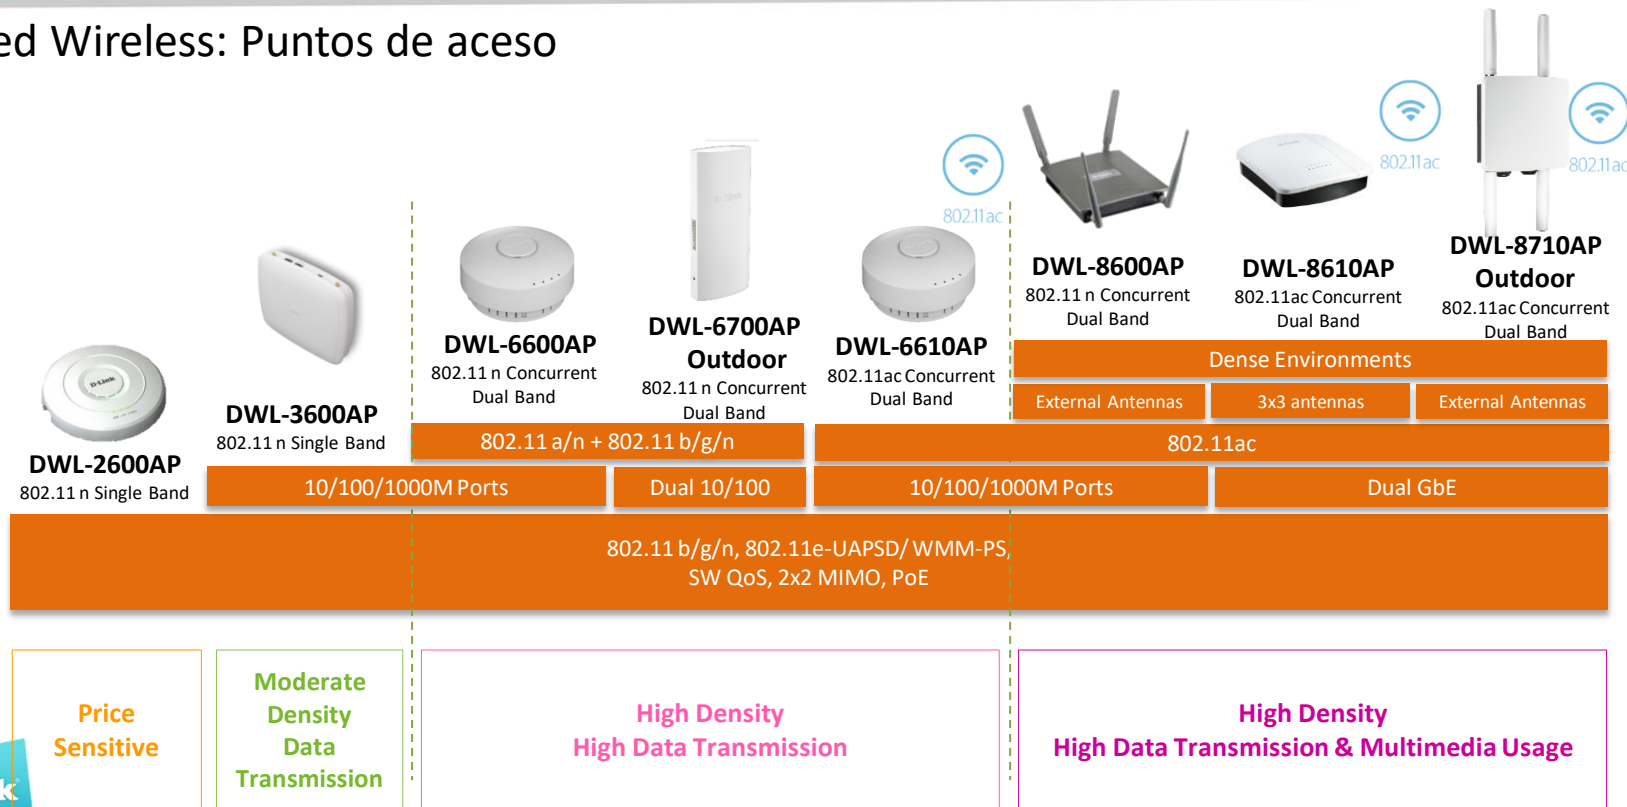 ed Wireless: Puntos de aceso
802.11ac
802.11ac
802.11ac
D-Link
DWL-2600AP
802.11 n Single Band
DWL-3600AP
802.11 n Single Band
DWL-6600AP
802.11 n Concurrent
Dual Band
D-Link
DWL-6700AP
Outdoor
802.11 n Concurrent
Dual Band
DWL-6610AP
802.11ac Concurrent
Dual Band
DWL-8600AP
802.11 n Concurrent
Dual Band
DWL-8610AP
802.11ac Concurrent
Dual Band
DWL-8710AP
Outdoor
802.11ac Concurrent
Dual Band
Dense Environments
External Antennas
3x3 antennas
External Antennas
802.11 a/n + 802.11 b/g/n
802.11ac
10/100/1000M Ports
Dual 10/100
10/100/1000M Ports
Dual GbE
802.11 b/g/n, 802.11e-UAPSD/ WMM-PS,
SW QoS, 2x2 MIMO, PoE
Price
Sensitive
Moderate
Density
Data
Transmission
High Density
High Data Transmission
High Density
High Data Transmission & Multimedia Usage
k